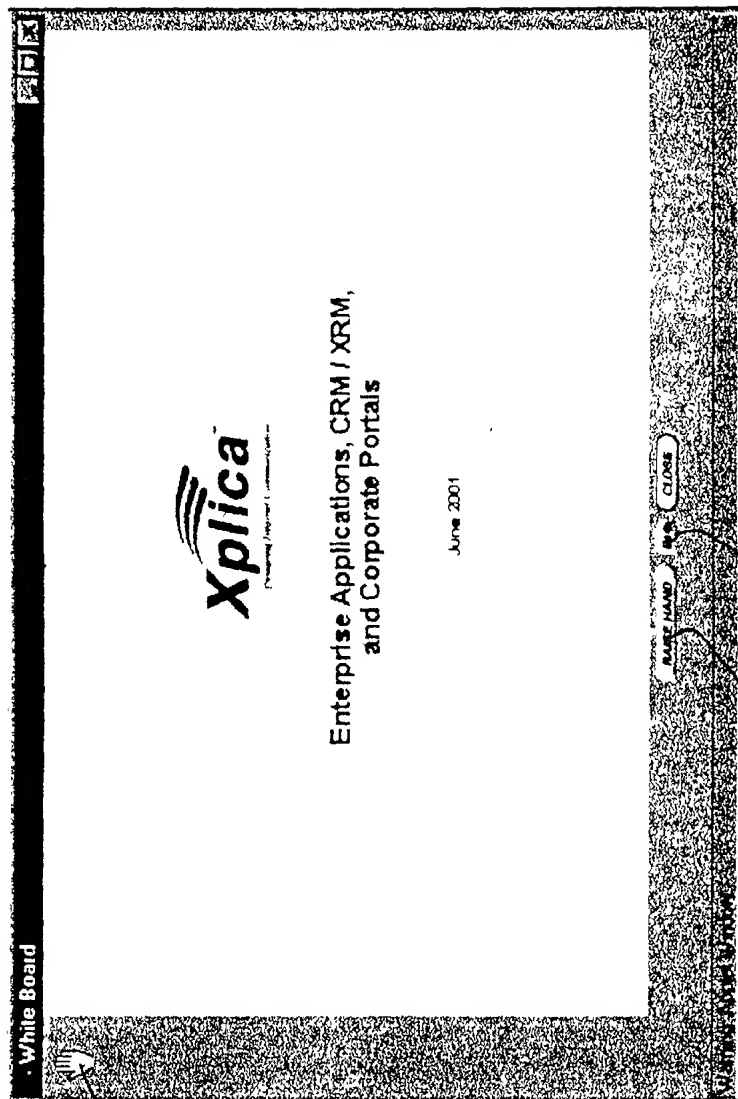 - White Board
Xplica
Enterprise Applications, CRM / XRM,
and Corporate Portals
June 2001
RAISE HAND
CLOSE